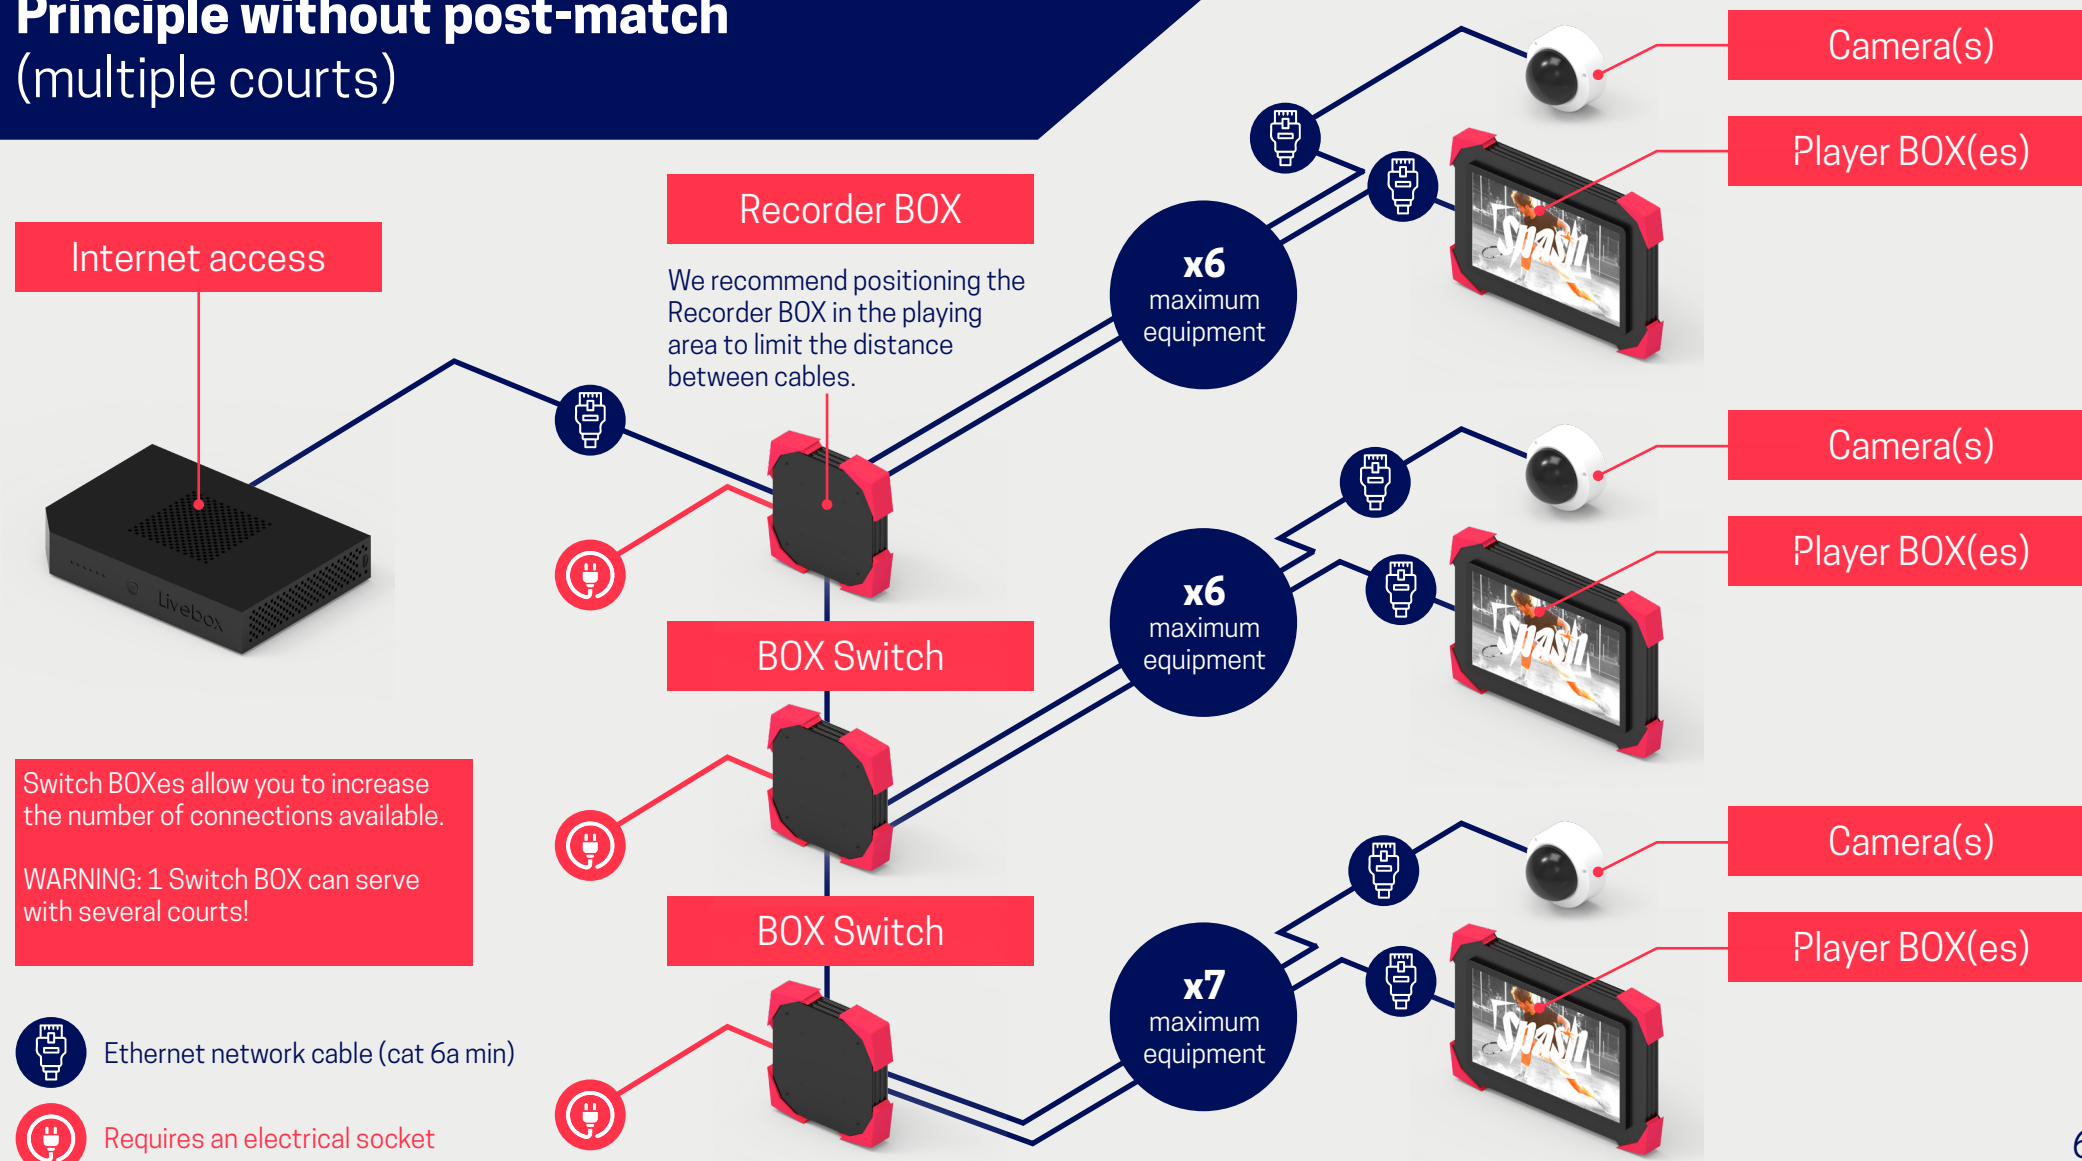 Principle without post-match
(multiple courts)
Camera(s)
Player BOX(es)
Recorder BOX
We recommend positioning the
Recorder BOX in the playing
area to limit the distance
between cables.
Internet access
x6
maximum
equipment
Spash
Livebox
Camera(s)
Player BOX(es)
x6
maximum
equipment
Spash
BOX Switch
Switch BOXes allow you to increase
the number of connections available.
WARNING: 1 Switch BOX can serve
with several courts!
BOX Switch
Camera(s)
Player BOX(es)
x7
maximum
equipment
Spash
Ethernet network cable (cat 6a min)
Requires an electrical socket